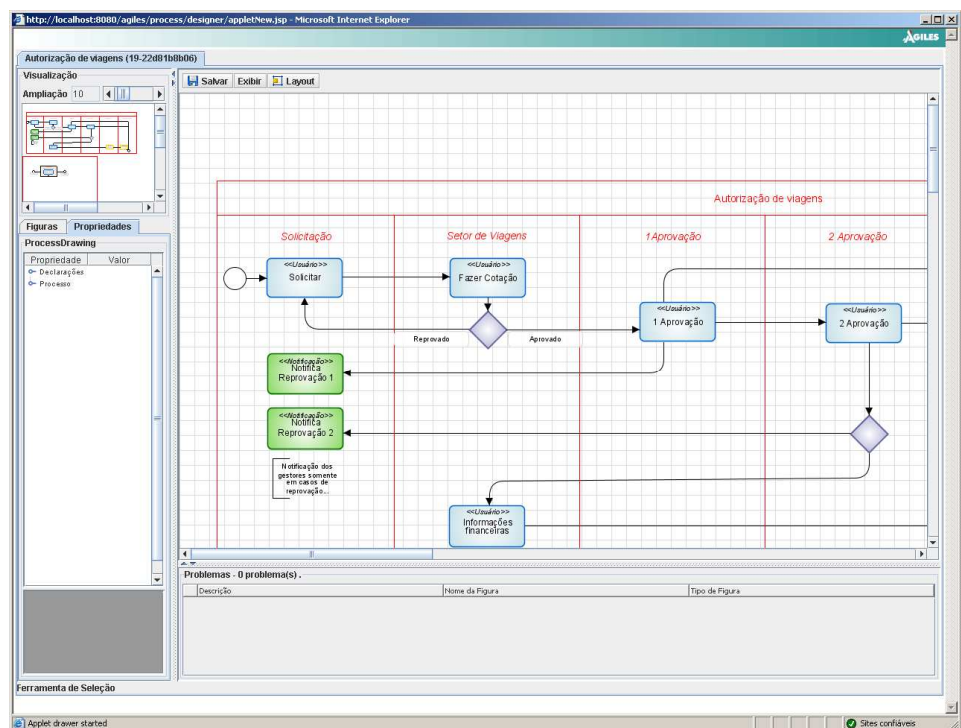 http://localhost:8080/agiles/process/designer/appletNew.jsp - Microsoft Internet Explorer
AGILES
Autorização de viagens (19-22d81b8b06)
Visualização
Ampliação 10
Salvar Exibir Layout
Figuras Propriedades
ProcessDrawing
Propriedade Valor
Declarações
Processo
Autorização de viagens
Solicitação Setor de Viagens 1 Aprovação 2 Aprovação
<<Usuário>>
Solicitar
<<Usuário>>
Fazer Cotação
Reprovado Aprovado
<<Usuário>>
1 Aprovação
<<Usuário>>
2 Aprovação
<<Notificação>>
Notifica
Reprovação 1
<<Notificação>>
Notifica
Reprovação 2
Notificação dos
gestores somente
em casos de
reprovação...
<<Usuário>>
Informações
financeiras
Problemas - 0 problema(s) .
Descrição Nome da Figura Tipo de Figura
Ferramenta de Seleção
Applet drawer started Sites confiáveis